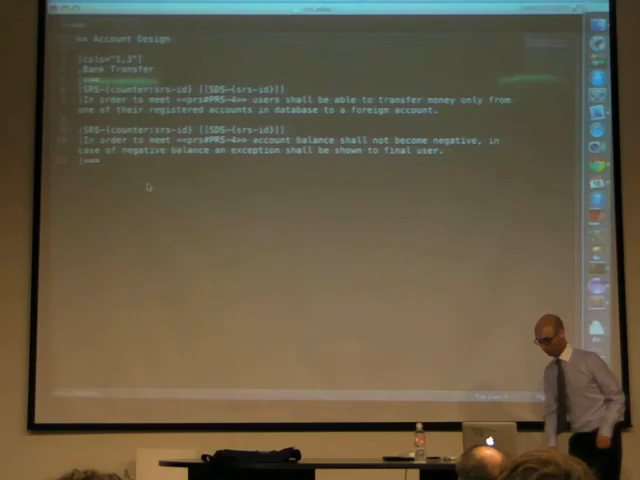 == Account Design
[cols="1,3"]
.Bank Transfer
|===
|SRS-{counter:srs-id} [[SDS-{srs-id}]]
|In order to meet <<prs#PRS-4>> users shall be able to transfer money only from
one of their registered accounts in database to a foreign account.
|SRS-{counter:srs-id} [[SDS-{srs-id}]]
|In order to meet <<prs#PRS-4>> account balance shall not become negative, in
case of negative balance an exception shall be shown to final user.
|===